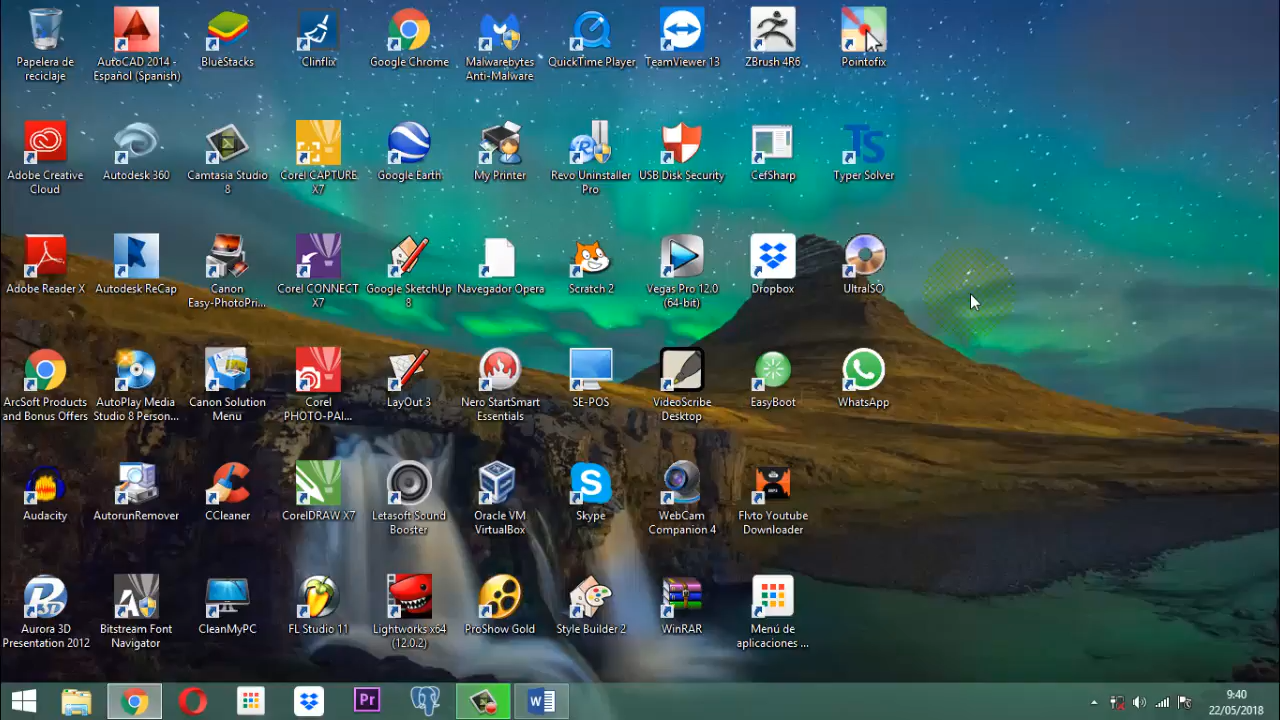 Papelera de
reciclaje
AutoCAD 2014 -
Español (Spanish)
BlueStacks
Clinflix
Google Chrome
Malwarebytes
Anti-Malware
QuickTime Player
TeamViewer 13
ZBrush 4R6
Pointofix
Adobe Creative
Cloud
Autodesk 360
Camtasia Studio
8
Corel CAPTURE
X7
Google Earth
My Printer
Revo Uninstaller
Pro
USB Disk Security
CefSharp
TS
Typer Solver
Adobe Reader X
Autodesk ReCap
Canon
Easy-PhotoPri...
Corel CONNECT
X7
Google SketchUp
8
Navegador Opera
Scratch 2
Vegas Pro 12.0
(64-bit)
Dropbox
UltraISO
ArcSoft Products
and Bonus Offers
AutoPlay Media
Studio 8 Person...
Canon Solution
Menu
Corel
PHOTO-PAI...
LayOut 3
Nero StartSmart
Essentials
SE-POS
VideoScribe
Desktop
EasyBoot
WhatsApp
Audacity
AutorunRemover
CCleaner
CorelDRAW X7
Letasoft Sound
Booster
Oracle VM
VirtualBox
Skype
WebCam
Companion 4
Flvto Youtube
Downloader
Aurora 3D
Presentation 2012
Bitstream Font
Navigator
CleanMyPC
FL Studio 11
Lightworks x64
(12.0.2)
ProShow Gold
Style Builder 2
WinRAR
Menú de
aplicaciones ...
Pr
W
9:40
22/05/2018